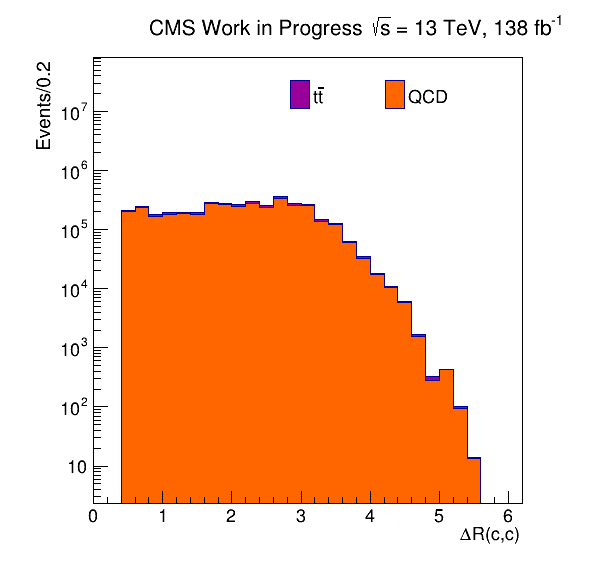 CMS Work in Progress √s = 13 TeV, 138 fb⁻¹
Events/0.2
tt̄
QCD
10⁷
10⁶
10⁵
10⁴
10³
10²
10
0 1 2 3 4 5 6
ΔR(c,c)